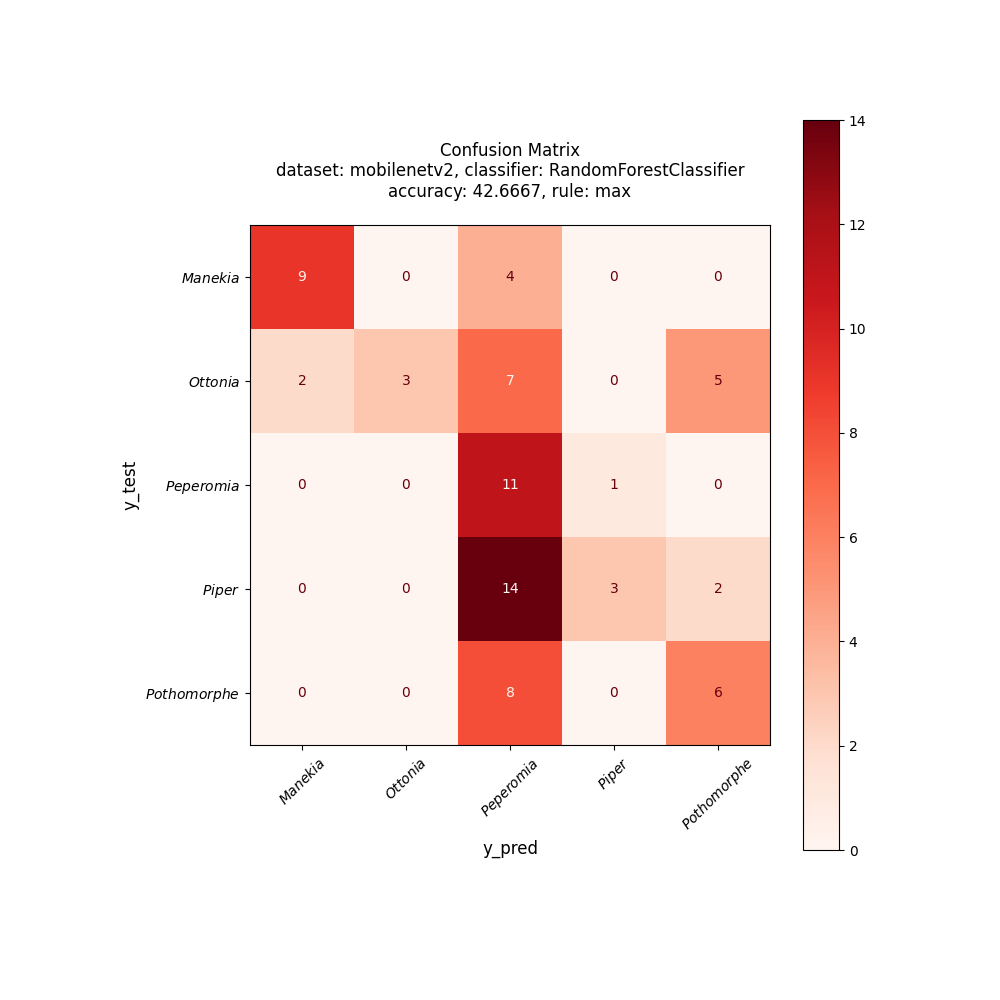 Confusion Matrix
dataset: mobilenetv2, classifier: RandomForestClassifier
accuracy: 42.6667, rule: max
Manekia 9 0 4 0 0
Ottonia 2 3 7 0 5
Peperomia 0 0 11 1 0
Piper 0 0 14 3 2
Pothomorphe 0 0 8 0 6
Manekia Ottonia Peperomia Piper Pothomorphe
y_pred
y_test
14
12
10
8
6
4
2
0